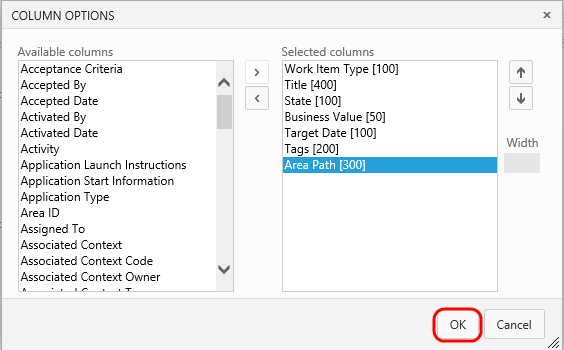 COLUMN OPTIONS
Available columns
Acceptance Criteria
Accepted By
Accepted Date
Activated By
Activated Date
Activity
Application Launch Instructions
Application Start Information
Application Type
Area ID
Assigned To
Associated Context
Associated Context Code
Associated Context Owner
Selected columns
Work Item Type [100]
Title [400]
State [100]
Business Value [50]
Target Date [100]
Tags [200]
Area Path [300]
Width
OK
Cancel